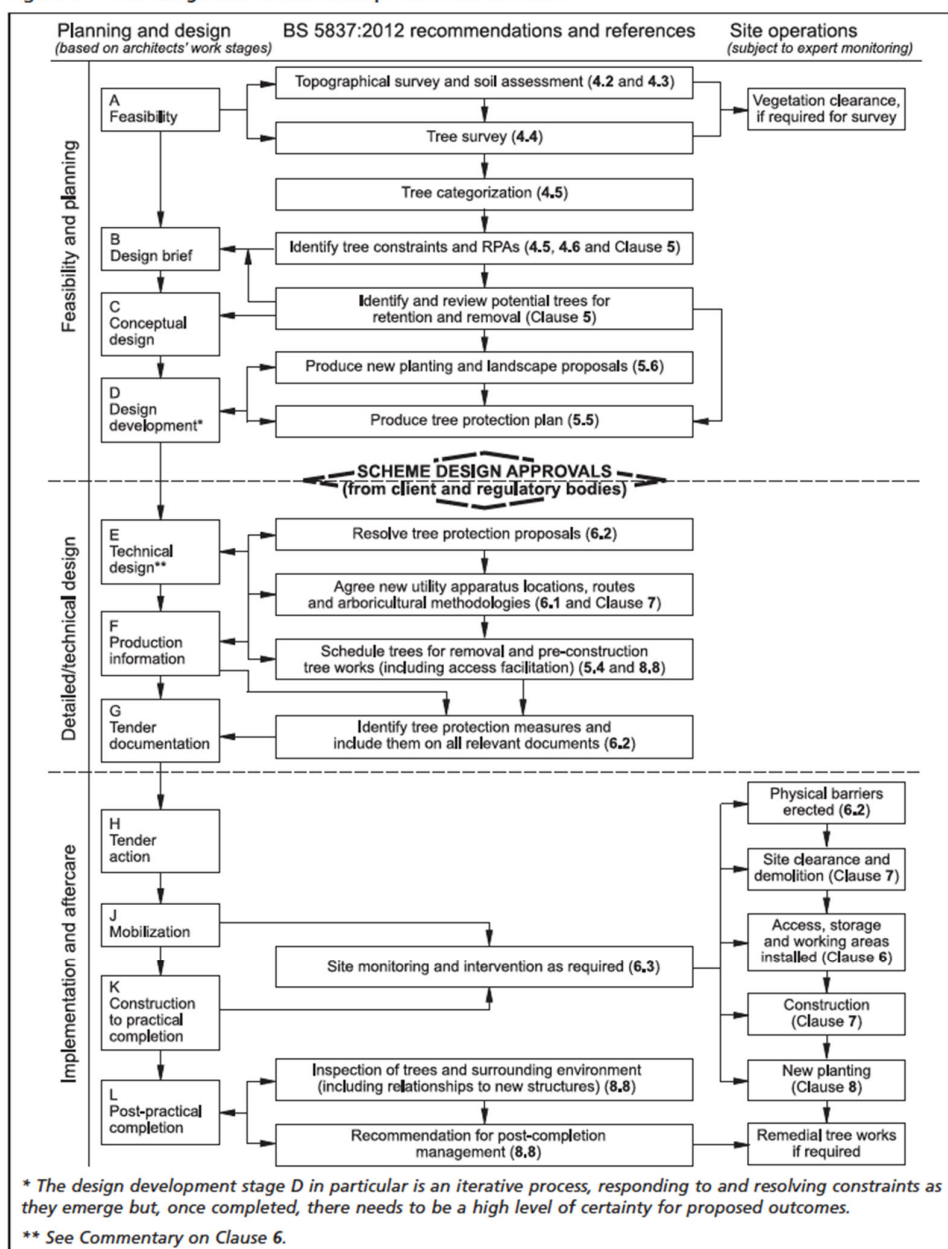 Planning and design
(based on architects' work stages)
BS 5837:2012 recommendations and references
Site operations
(subject to expert monitoring)
Feasibility and planning
A
Feasibility
Topographical survey and soil assessment (4.2 and 4.3)
Tree survey (4.4)
Vegetation clearance,
if required for survey
Tree categorization (4.5)
B
Design brief
Identify tree constraints and RPAs (4.5, 4.6 and Clause 5)
C
Conceptual
design
Identify and review potential trees for
retention and removal (Clause 5)
D
Design
development*
Produce new planting and landscape proposals (5.6)
Produce tree protection plan (5.5)
SCHEME DESIGN APPROVALS
(from client and regulatory bodies)
Detailed/technical design
E
Technical
design**
Resolve tree protection proposals (6.2)
Agree new utility apparatus locations, routes
and arboricultural methodologies (6.1 and Clause 7)
F
Production
information
Schedule trees for removal and pre-construction
tree works (including access facilitation) (5.4 and 8.8)
G
Tender
documentation
Identify tree protection measures and
include them on all relevant documents (6.2)
Implementation and aftercare
H
Tender
action
J
Mobilization
K
Construction
to practical
completion
Site monitoring and intervention as required (6.3)
L
Post-practical
completion
Inspection of trees and surrounding environment
(including relationships to new structures) (8.8)
Recommendation for post-completion
management (8.8)
Physical barriers
erected (6.2)
Site clearance and
demolition (Clause 7)
Access, storage
and working areas
installed (Clause 6)
Construction
(Clause 7)
New planting
(Clause 8)
Remedial tree works
if required
* The design development stage D in particular is an iterative process, responding to and resolving constraints as
they emerge but, once completed, there needs to be a high level of certainty for proposed outcomes.
** See Commentary on Clause 6.